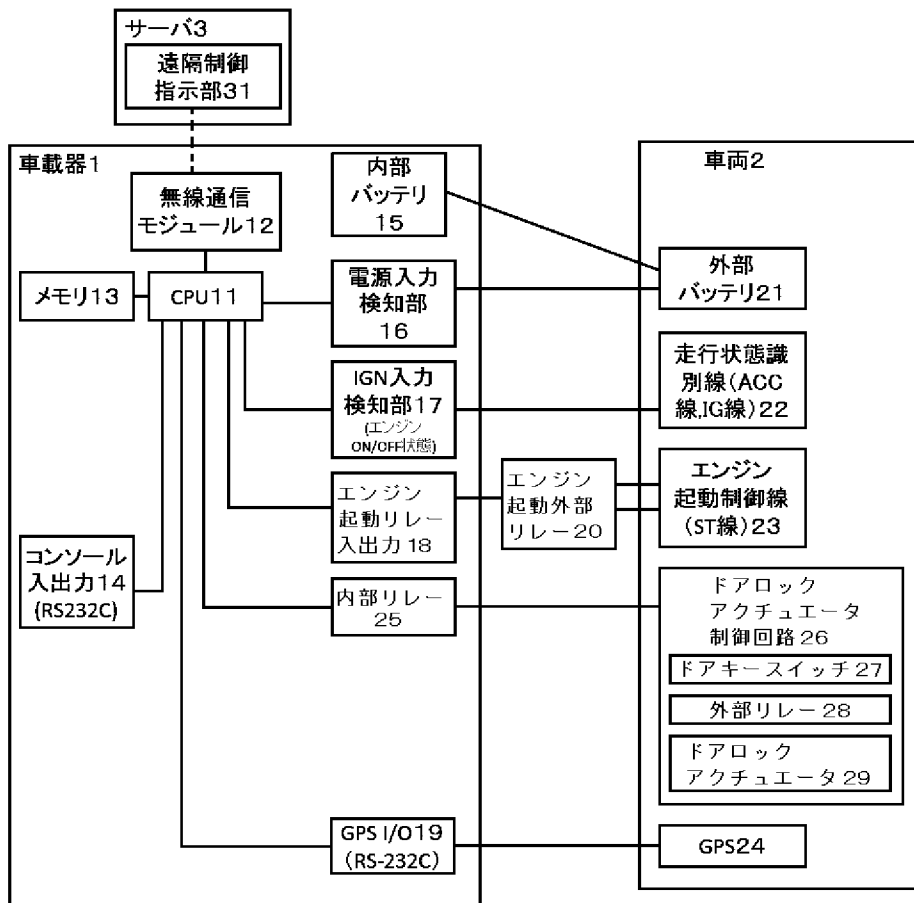 サーバ3
遠隔制御
指示部31
車載器1
無線通信
モジュール12
メモリ13
CPU11
コンソール
入出力14
(RS232C)
内部
バッテリ
15
電源入力
検知部
16
IGN入力
検知部17
(エンジン
ON/OFF状態)
エンジン
起動リレー
入出力18
内部リレー
25
GPS I/O19
(RS-232C)
エンジン
起動外部
リレー20
車両2
外部
バッテリ21
走行状態識
別線(ACC
線,IG線)22
エンジン
起動制御線
(ST線)23
ドアロック
アクチュエータ
制御回路26
ドアキースイッチ27
外部リレー28
ドアロック
アクチュエータ29
GPS24